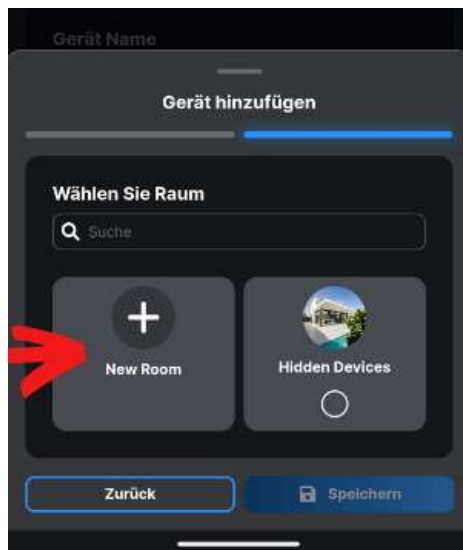 Gerät Name
Gerät hinzufügen
Wählen Sie Raum
Suche
New Room
Hidden Devices
Zurück
Speichern